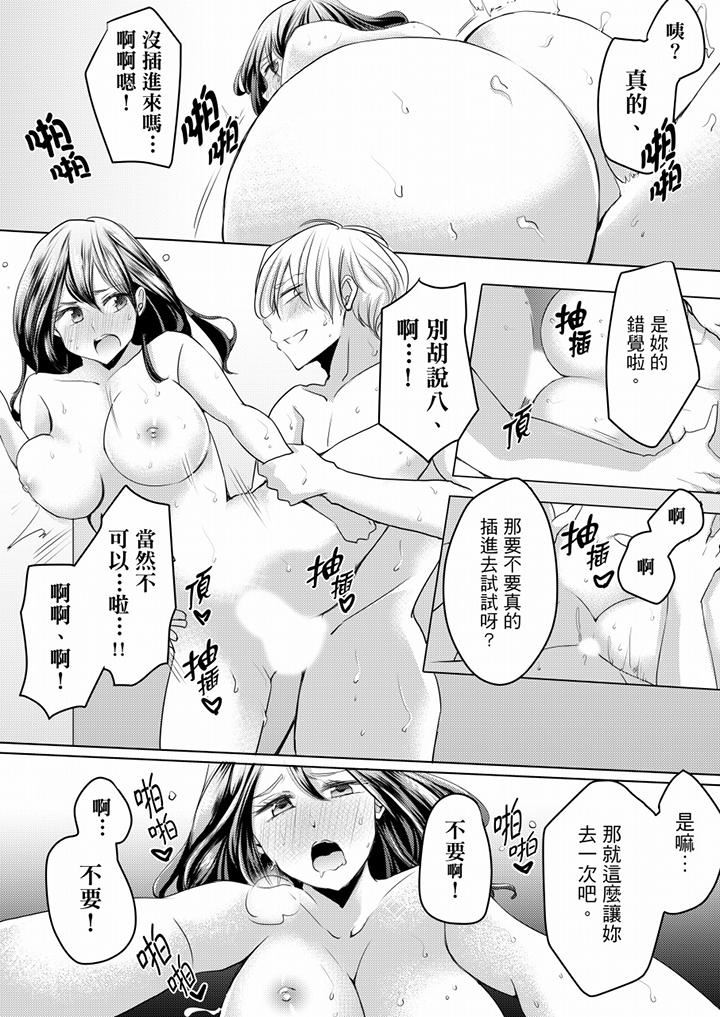 咦？
真的、
啪
啪
啪
啪
沒插進來嗎…
啊啊嗯！
啪
啪
是妳的
錯覺啦。
抽插
頂
別胡說八、
啊…！
啊
啊
那要不要真的
插進去試試呀？
抽插
頂
抽插
當然不
可以…啦…!!
啊啊、啊！
是嘛…
那就這麼讓妳
去一次吧。
啪
啪
不要啊！
啪
啪
啊…
不要！
啪
啪